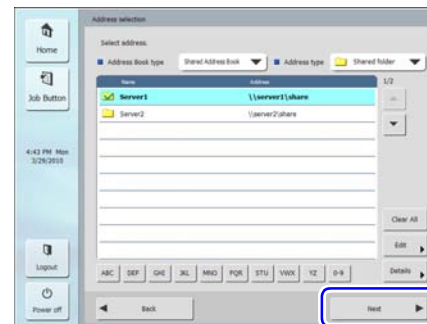 Address selection
Home
Select address.
Address Book type
Shared Address Book
Address type
Shared folder
Name
Address
1/2
Job Button
Server1
\\server1\share
Server2
\\server2\share
4:43 PM Mon
3/29/2010
Clear All
Edit
Logout
ABC DEF GHI JKL MNO PQR STU VWX YZ 0-9
Details
Power off
Back
Next